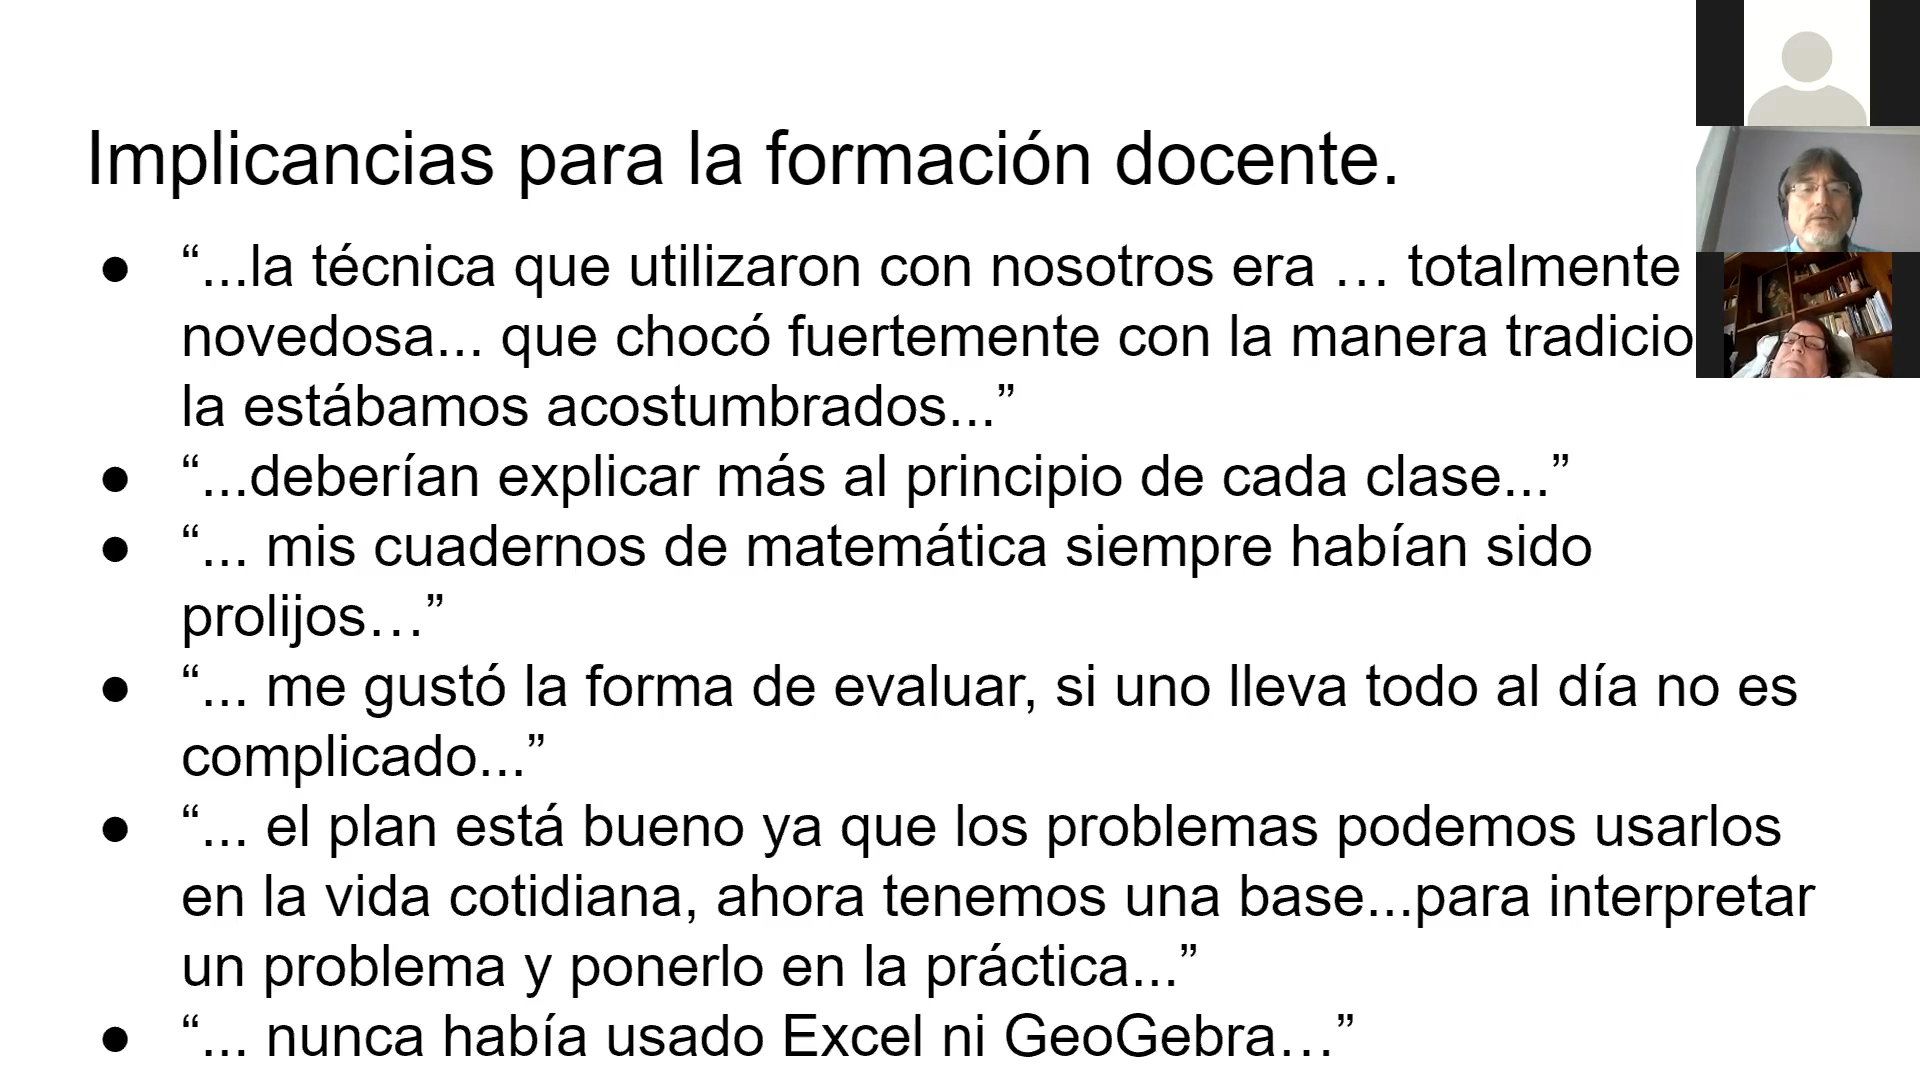 Implicancias para la formación docente.
● “...la técnica que utilizaron con nosotros era … totalmente
novedosa... que chocó fuertemente con la manera tradicio
la estábamos acostumbrados...”
● “...deberían explicar más al principio de cada clase...”
● “... mis cuadernos de matemática siempre habían sido
prolijos…”
● “... me gustó la forma de evaluar, si uno lleva todo al día no es
complicado...”
● “... el plan está bueno ya que los problemas podemos usarlos
en la vida cotidiana, ahora tenemos una base...para interpretar
un problema y ponerlo en la práctica...”
● “... nunca había usado Excel ni GeoGebra…”